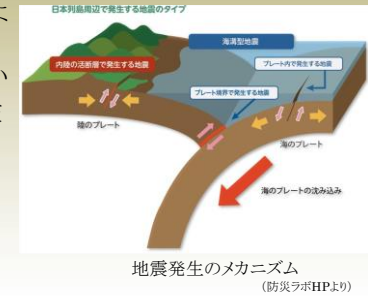 日本列島周辺で発生する地震のタイプ
海溝型地震
内陸の活断層で発生する地震
プレート内で発生する地震
プレート境界で発生する地震
陸のプレート
海のプレート
海のプレートの沈み込み
地震発生のメカニズム
(防災ラボHPより)